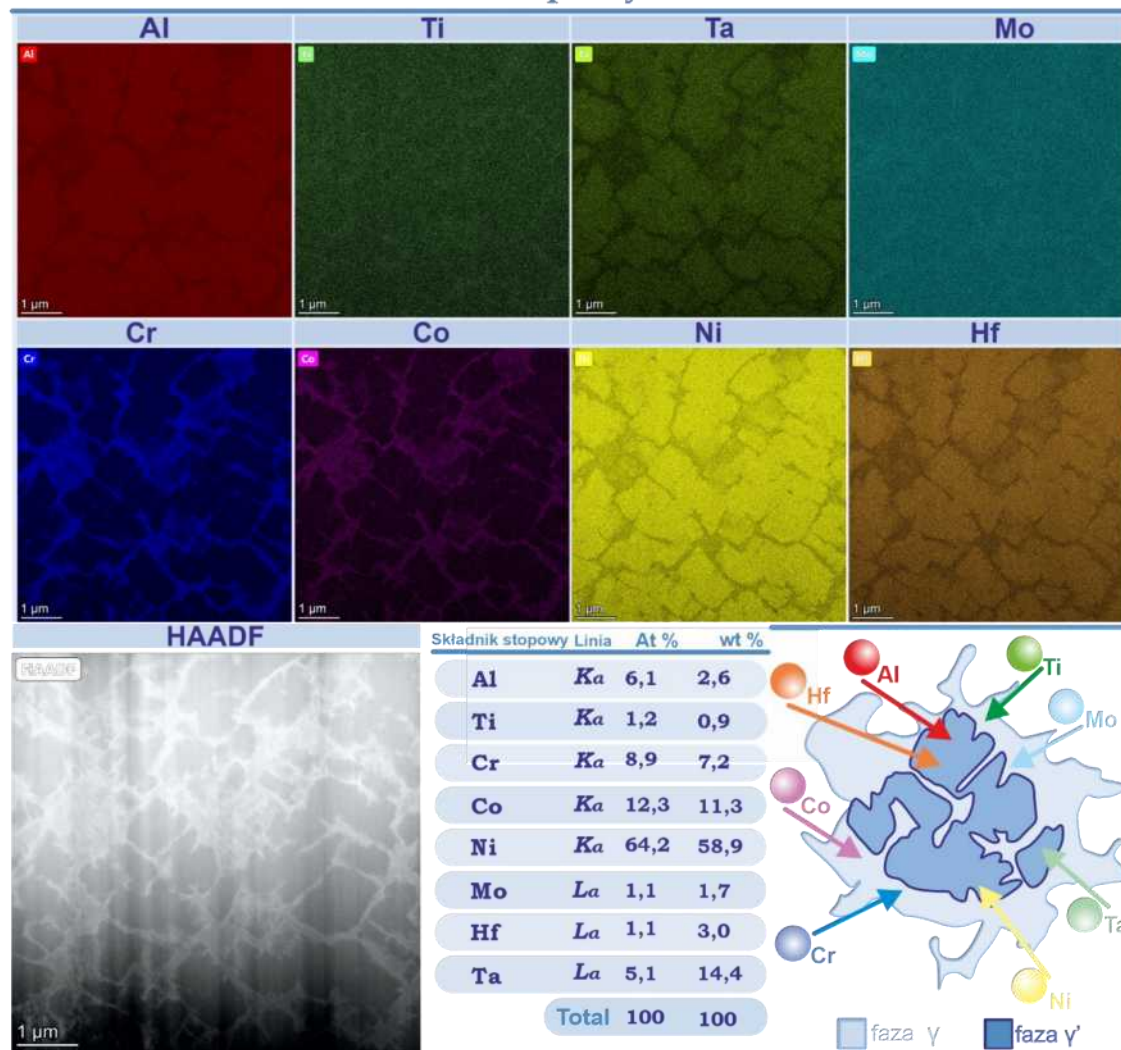 Al Ti Ta Mo
Al
Mo
1 µm 1 µm 1 µm 1 µm
Cr Co Ni Hf
Cr Co
1 µm 1 µm 1 µm 1 µm
HAADF
HAADF
1 µm
Składnik stopowy Linia At % wt %
Al Ka 6,1 2,6
Ti Ka 1,2 0,9
Cr Ka 8,9 7,2
Co Ka 12,3 11,3
Ni Ka 64,2 58,9
Mo La 1,1 1,7
Hf La 1,1 3,0
Ta La 5,1 14,4
Total 100 100
Al
Ti
Hf
Mo
Co
Ta
Cr
Ni
faza γ faza γ'